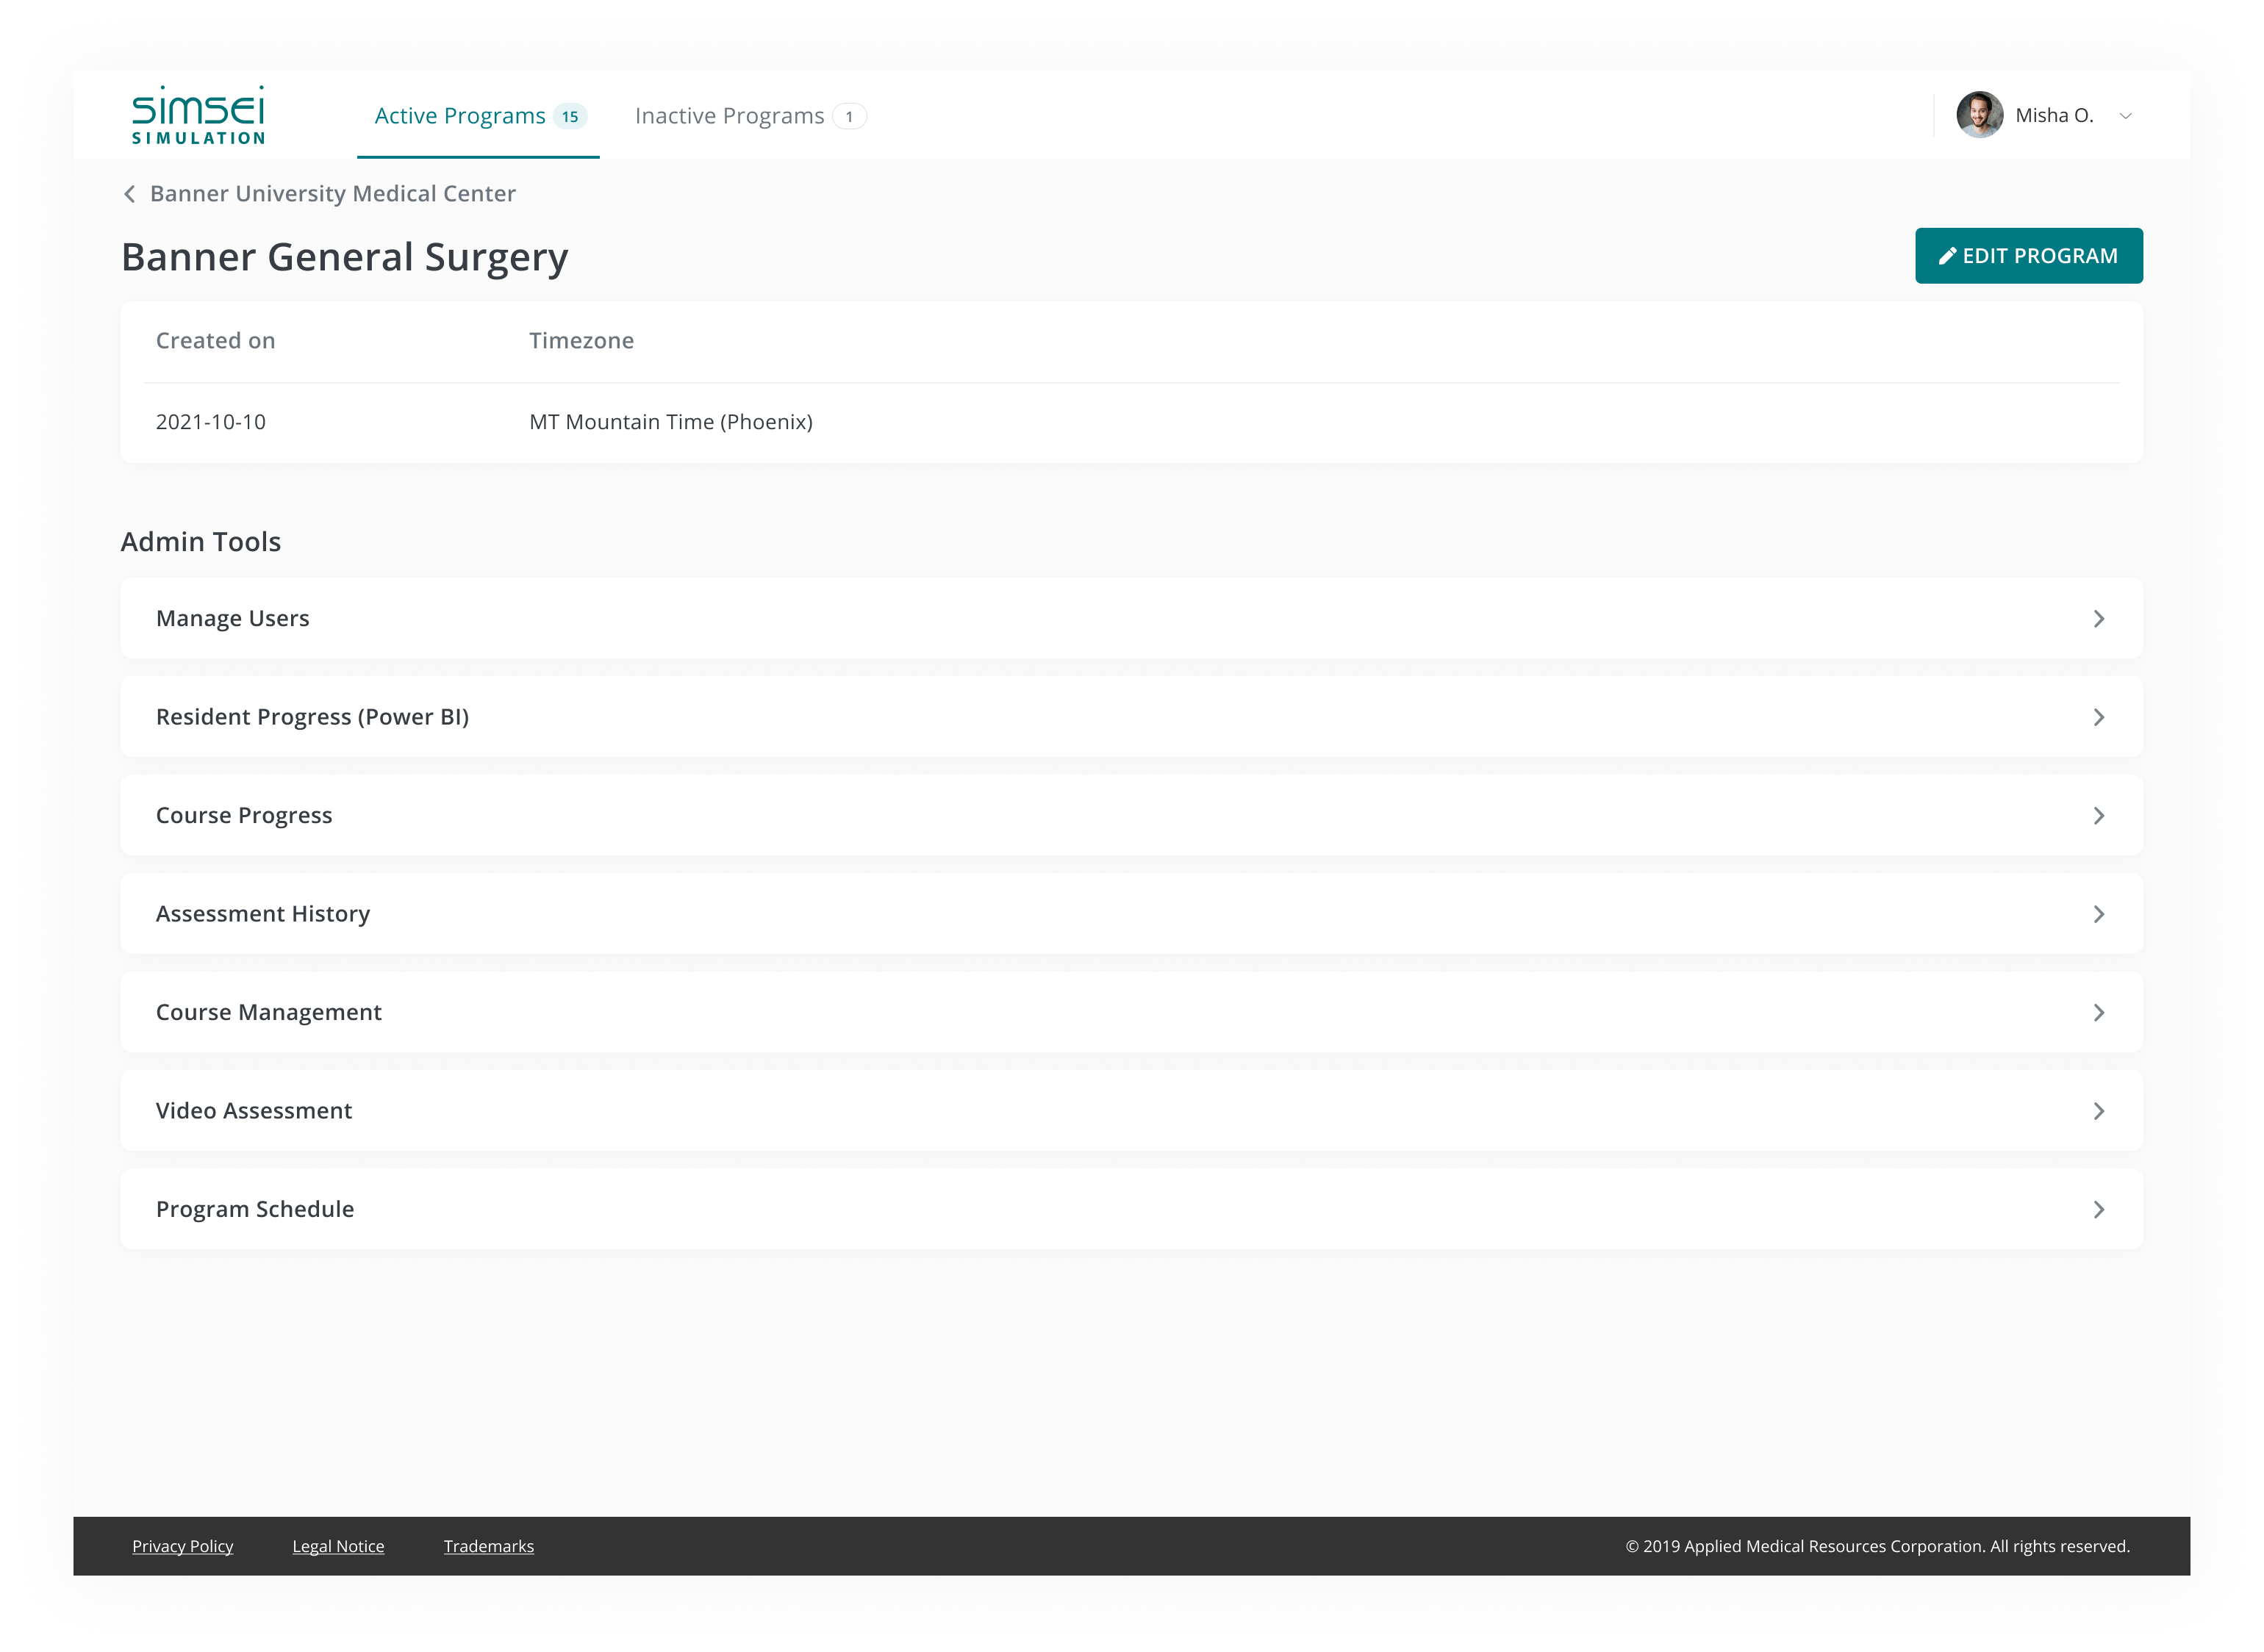 simsei
SIMULATION
Active Programs 15
Inactive Programs 1
Misha O.
Banner University Medical Center
Banner General Surgery
EDIT PROGRAM
Created on Timezone
2021-10-10 MT Mountain Time (Phoenix)
Admin Tools
Manage Users
Resident Progress (Power BI)
Course Progress
Assessment History
Course Management
Video Assessment
Program Schedule
Privacy Policy Legal Notice Trademarks © 2019 Applied Medical Resources Corporation. All rights reserved.